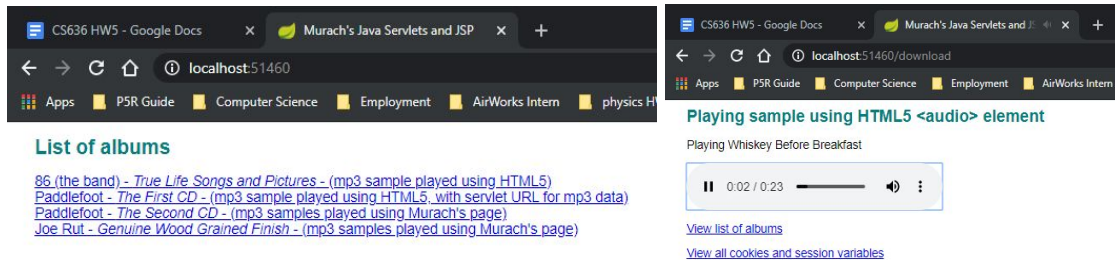 CS636 HW5 - Google Docs
Murach's Java Servlets and JSP
localhost:51460
Apps P5R Guide Computer Science Employment AirWorks Intern physics H
List of albums
86 (the band) - True Life Songs and Pictures - (mp3 sample played using HTML5)
Paddlefoot - The First CD - (mp3 sample played using HTML5, with servlet URL for mp3 data)
Paddlefoot - The Second CD - (mp3 samples played using Murach's page)
Joe Rut - Genuine Wood Grained Finish - (mp3 samples played using Murach's page)
CS636 HW5 - Google Docs
Murach's Java Servlets and J
localhost:51460/download
Apps P5R Guide Computer Science Employment AirWorks Intern
Playing sample using HTML5 <audio> element
Playing Whiskey Before Breakfast
0:02 / 0:23
View list of albums
View all cookies and session variables